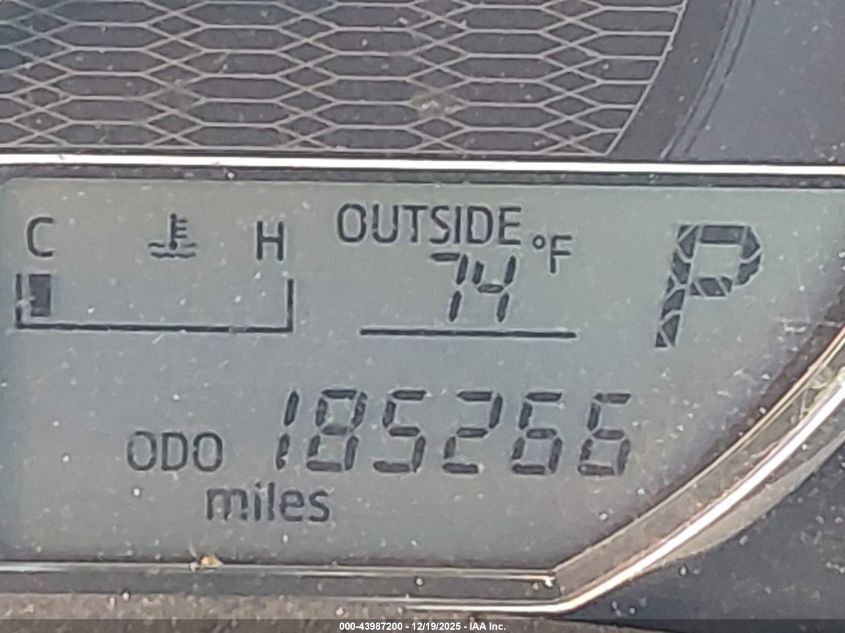 C H OUTSIDE °F P
74
ODO 185266
miles
000-43987200 - 12/19/2025 - IAA Inc.